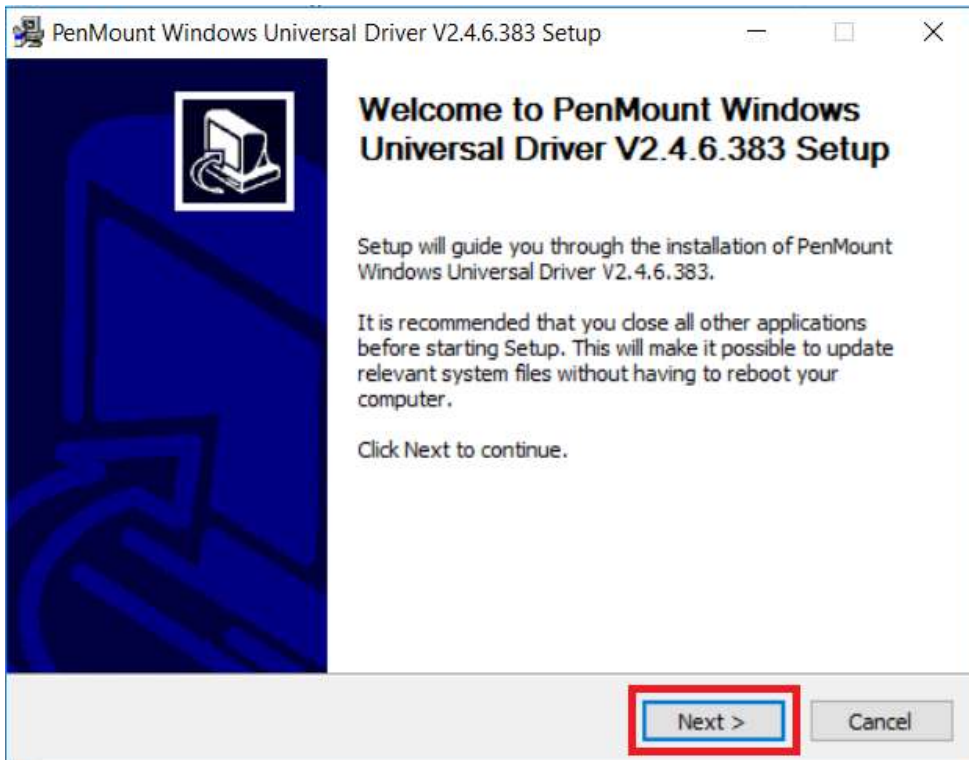 PenMount Windows Universal Driver V2.4.6.383 Setup
Welcome to PenMount Windows
Universal Driver V2.4.6.383 Setup
Setup will guide you through the installation of PenMount
Windows Universal Driver V2.4.6.383.
It is recommended that you close all other applications
before starting Setup. This will make it possible to update
relevant system files without having to reboot your
computer.
Click Next to continue.
Next >
Cancel